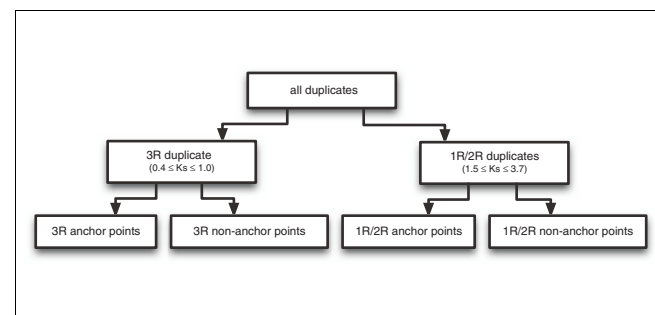 all duplicates
3R duplicate
(0.4 ≤ Ks ≤ 1.0)
1R/2R duplicates
(1.5 ≤ Ks ≤ 3.7)
3R anchor points
3R non-anchor points
1R/2R anchor points
1R/2R non-anchor points